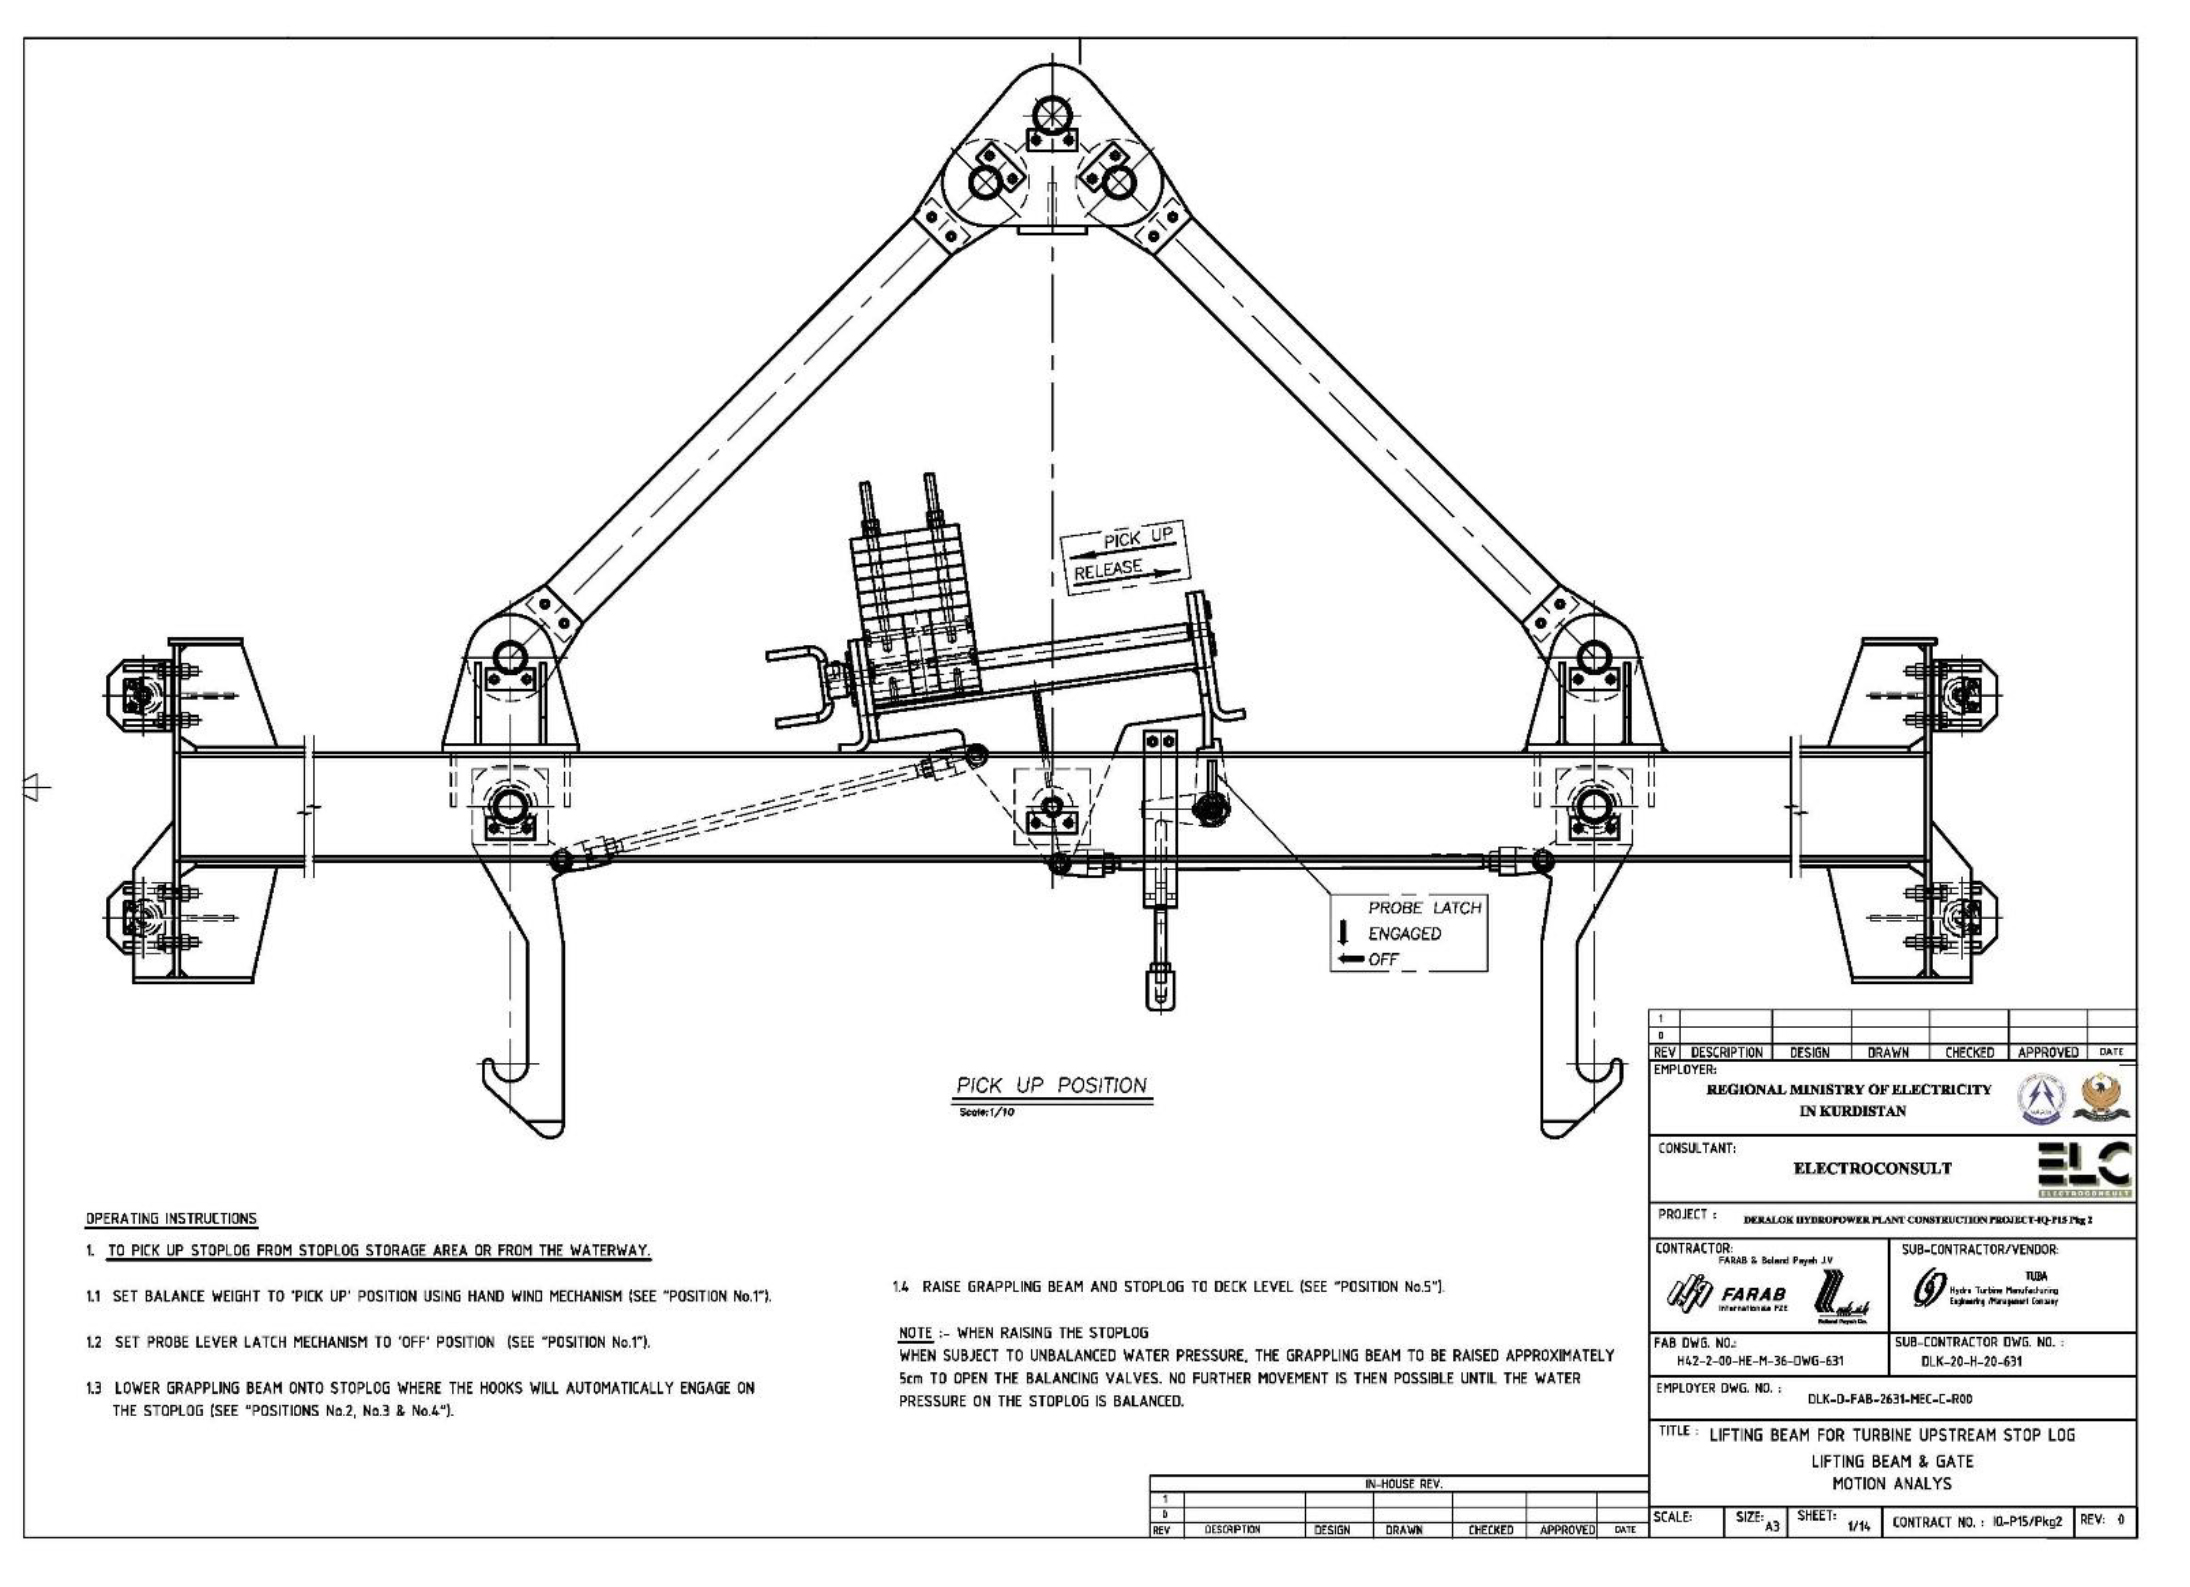 PICK UP
RELEASE
PROBE LATCH
ENGAGED
OFF
PICK UP POSITION
Scale:1/10
OPERATING INSTRUCTIONS
1. TO PICK UP STOPLOG FROM STOPLOG STORAGE AREA OR FROM THE WATERWAY.
1.1 SET BALANCE WEIGHT TO 'PICK UP' POSITION USING HAND WIND MECHANISM (SEE "POSITION No.1").
1.2 SET PROBE LEVER LATCH MECHANISM TO 'OFF' POSITION (SEE "POSITION No.1").
1.3 LOWER GRAPPLING BEAM ONTO STOPLOG WHERE THE HOOKS WILL AUTOMATICALLY ENGAGE ON
THE STOPLOG (SEE "POSITIONS No.2, No.3 & No.4").
1.4 RAISE GRAPPLING BEAM AND STOPLOG TO DECK LEVEL (SEE "POSITION No.5").
NOTE :- WHEN RAISING THE STOPLOG
WHEN SUBJECT TO UNBALANCED WATER PRESSURE, THE GRAPPLING BEAM TO BE RAISED APPROXIMATELY
5cm TO OPEN THE BALANCING VALVES. NO FURTHER MOVEMENT IS THEN POSSIBLE UNTIL THE WATER
PRESSURE ON THE STOPLOG IS BALANCED.
IN-HOUSE REV.
1
0
REV DESCRIPTION DESIGN DRAWN CHECKED APPROVED DATE
1
0
REV DESCRIPTION DESIGN DRAWN CHECKED APPROVED DATE
EMPLOYER:
REGIONAL MINISTRY OF ELECTRICITY
IN KURDISTAN
CONSULTANT:
ELECTROCONSULT
ELC
ELECTROCONSULT
PROJECT : DERALOK HYDROPOWER PLANT CONSTRUCTION PROJECT-IQ-P15 Pkg 2
CONTRACTOR:
FARAB & Boland Payeh J.V
FARAB
International FZE
Boland Payeh Co.
SUB-CONTRACTOR/VENDOR:
TUBA
Hydro Turbine Manufacturing
Engineering /Management Company
FAB DWG. NO.:
H42-2-00-HE-M-36-DWG-631
SUB-CONTRACTOR DWG. NO. :
DLK-20-H-20-631
EMPLOYER DWG. NO. :
DLK-D-FAB-2631-MEC-C-R00
TITLE : LIFTING BEAM FOR TURBINE UPSTREAM STOP LOG
LIFTING BEAM & GATE
MOTION ANALYS
SCALE: SIZE: A3 SHEET: 1/14 CONTRACT NO. : IQ-P15/Pkg2 REV: 0